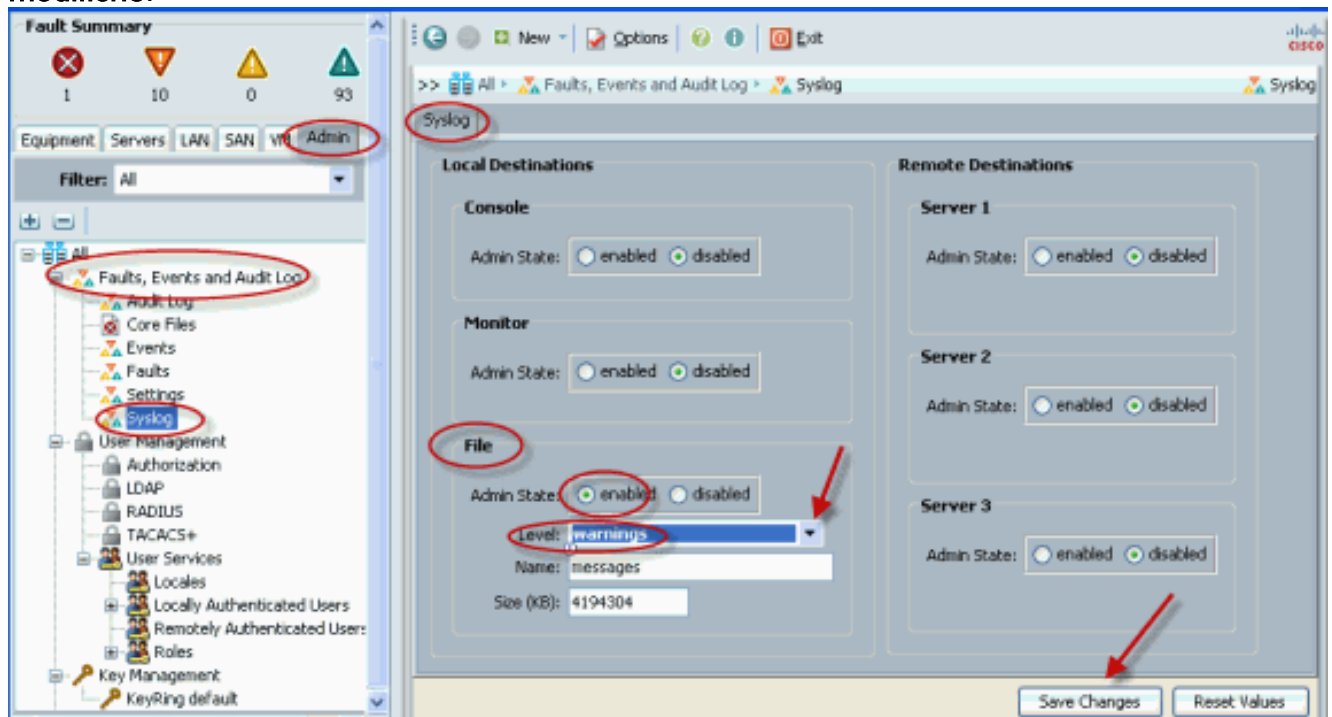 Fault Summary
1 10 0 93
Equipment Servers LAN SAN VM Admin
Filter: All
All
Faults, Events and Audit Log
Audit Log
Core Files
Events
Faults
Settings
Syslog
User Management
Authorization
LDAP
RADIUS
TACACS+
User Services
Locales
Locally Authenticated Users
Remotely Authenticated User:
Roles
Key Management
KeyRing default
New Options Exit
CISCO
>> All Faults, Events and Audit Log Syslog Syslog
Syslog
Local Destinations
Console
Admin State: enabled disabled
Monitor
Admin State: enabled disabled
File
Admin State: enabled disabled
Level: warnings
Name: messages
Size (KB): 4194304
Remote Destinations
Server 1
Admin State: enabled disabled
Server 2
Admin State: enabled disabled
Server 3
Admin State: enabled disabled
Save Changes Reset Values